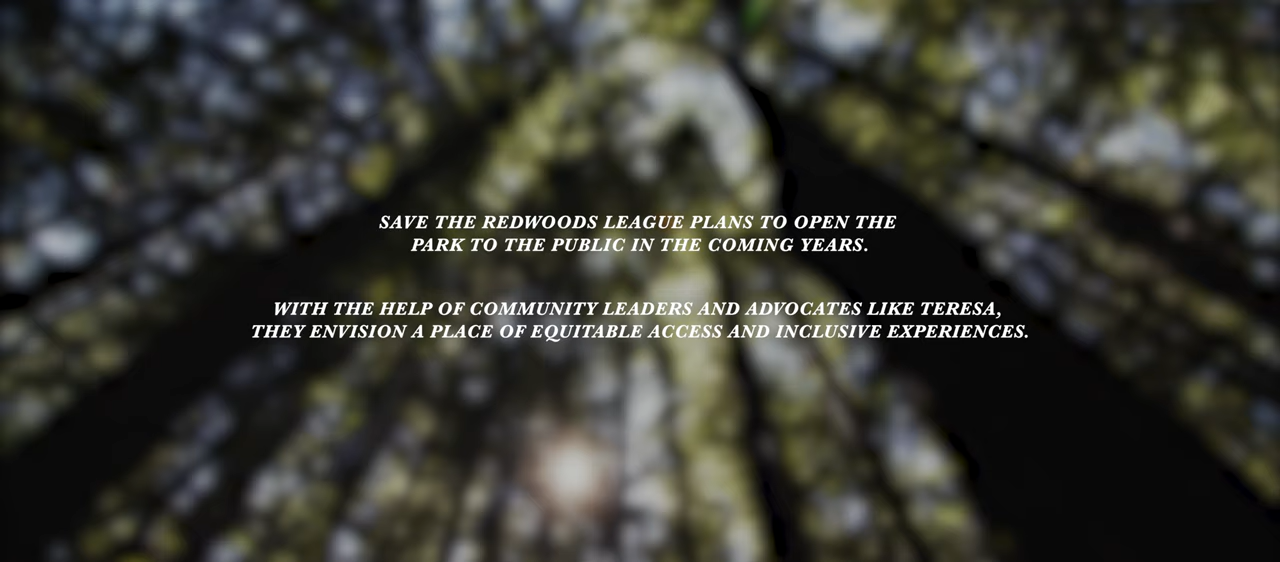 SAVE THE REDWOODS LEAGUE PLANS TO OPEN THE
PARK TO THE PUBLIC IN THE COMING YEARS.
WITH THE HELP OF COMMUNITY LEADERS AND ADVOCATES LIKE TERESA,
THEY ENVISION A PLACE OF EQUITABLE ACCESS AND INCLUSIVE EXPERIENCES.